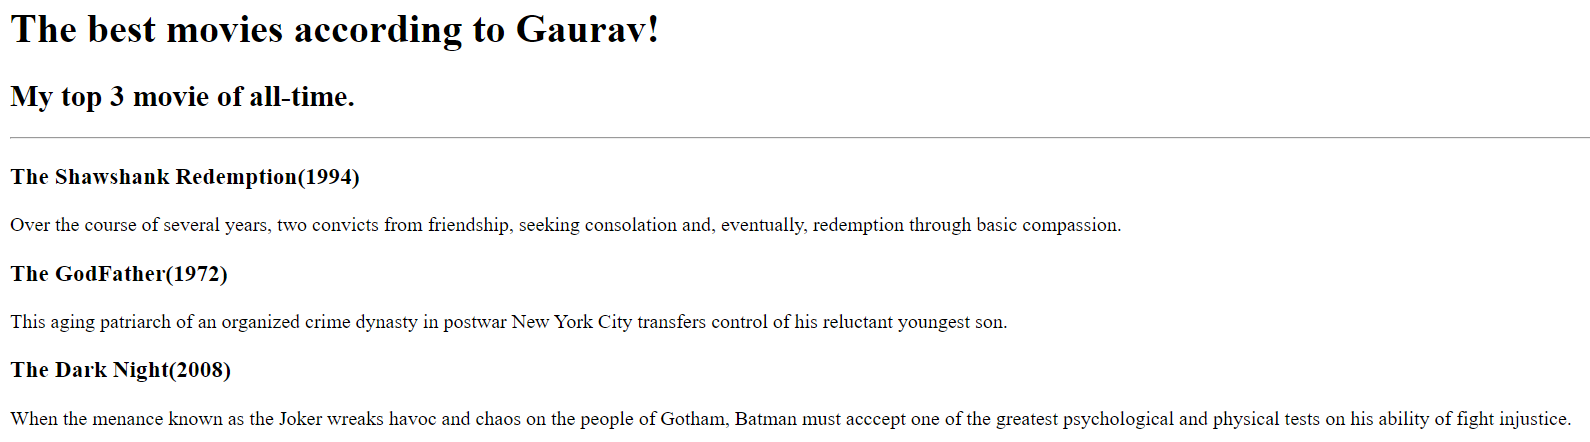 The best movies according to Gaurav!
My top 3 movie of all-time.
The Shawshank Redemption(1994)
Over the course of several years, two convicts from friendship, seeking consolation and, eventually, redemption through basic compassion.
The GodFather(1972)
This aging patriarch of an organized crime dynasty in postwar New York City transfers control of his reluctant youngest son.
The Dark Night(2008)
When the menance known as the Joker wreaks havoc and chaos on the people of Gotham, Batman must acccept one of the greatest psychological and physical tests on his ability of fight injustice.